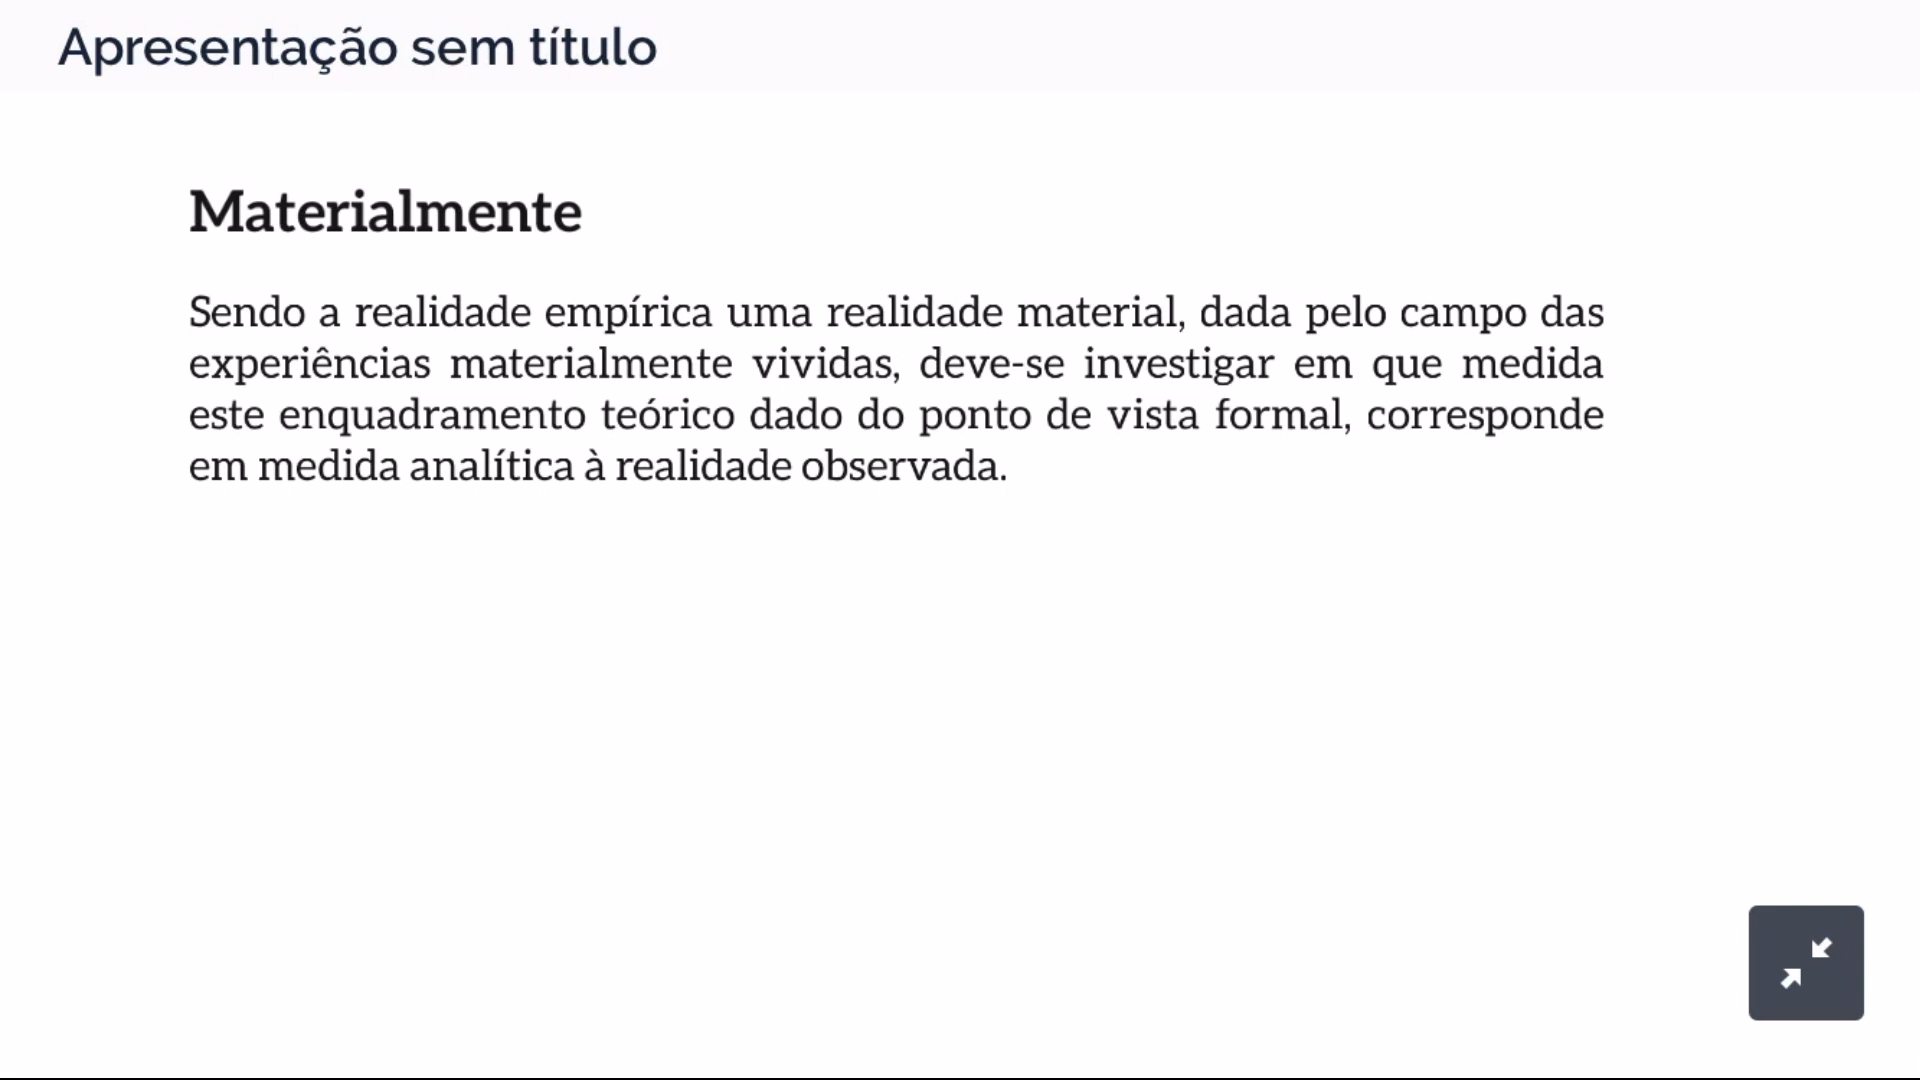 Apresentação sem título
Materialmente
Sendo a realidade empírica uma realidade material, dada pelo campo das
experiências materialmente vividas, deve-se investigar em que medida
este enquadramento teórico dado do ponto de vista formal, corresponde
em medida analítica à realidade observada.